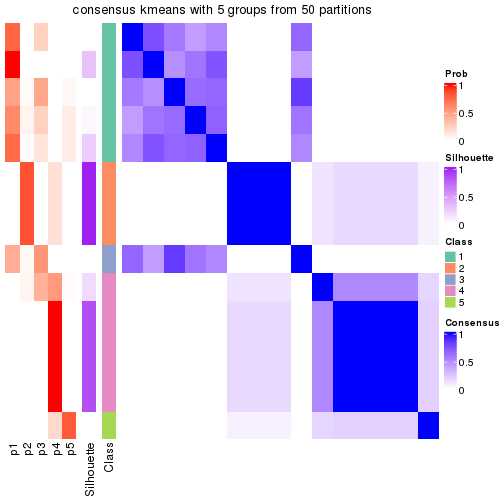 consensus kmeans with 5 groups from 50 partitions
Prob
1
0.5
0
Silhouette
1
0.5
0
Class
1
2
3
4
5
Consensus
1
0.5
0
p1
p2
p3
p4
p5
Silhouette
Class